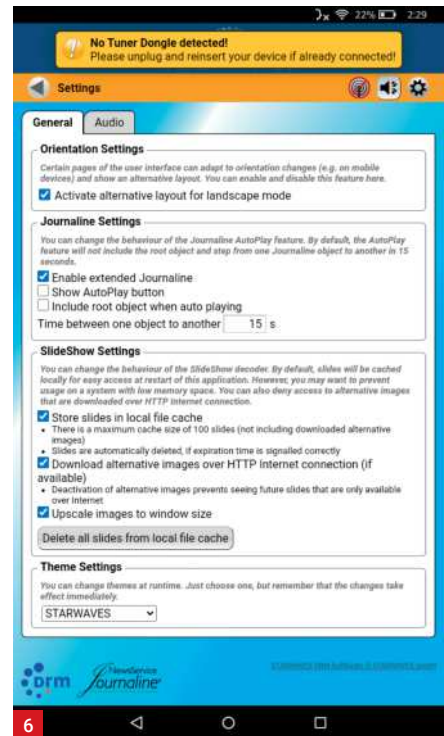 22% 2:29
No Tuner Dongle detected!
Please unplug and reinsert your device if already connected!
Settings
General Audio
Orientation Settings
Certain pages of the user interface can adapt to orientation changes (e.g. on mobile
devices) and show an alternative layout. You can enable and disable this feature here.
Activate alternative layout for landscape mode
Journaline Settings
You can change the behaviour of the Journaline AutoPlay feature. By default, the AutoPlay
feature will not include the root object and step from one Journaline object to another in 15
seconds.
Enable extended Journaline
Show AutoPlay button
Include root object when auto playing
Time between one object to another 15 s
SlideShow Settings
You can change the behaviour of the SlideShow decoder. By default, slides will be cached
locally for easy access at restart of this application. However, you may want to prevent
usage on a system with low memory space. You can also deny access to alternative images
that are downloaded over HTTP Internet connection.
Store slides in local file cache
• There is a maximum cache size of 100 slides (not including downloaded alternative
images)
• Slides are automatically deleted, if expiration time is signalled correctly
Download alternative images over HTTP Internet connection (if
available)
• Deactivation of alternative images prevents seeing future slides that are only available
over Internet
Upscale images to window size
Delete all slides from local file cache
Theme Settings
You can change themes at runtime. Just choose one, but remember that the changes take
effect immediately.
STARWAVES
DRM NewsService
Journaline
6